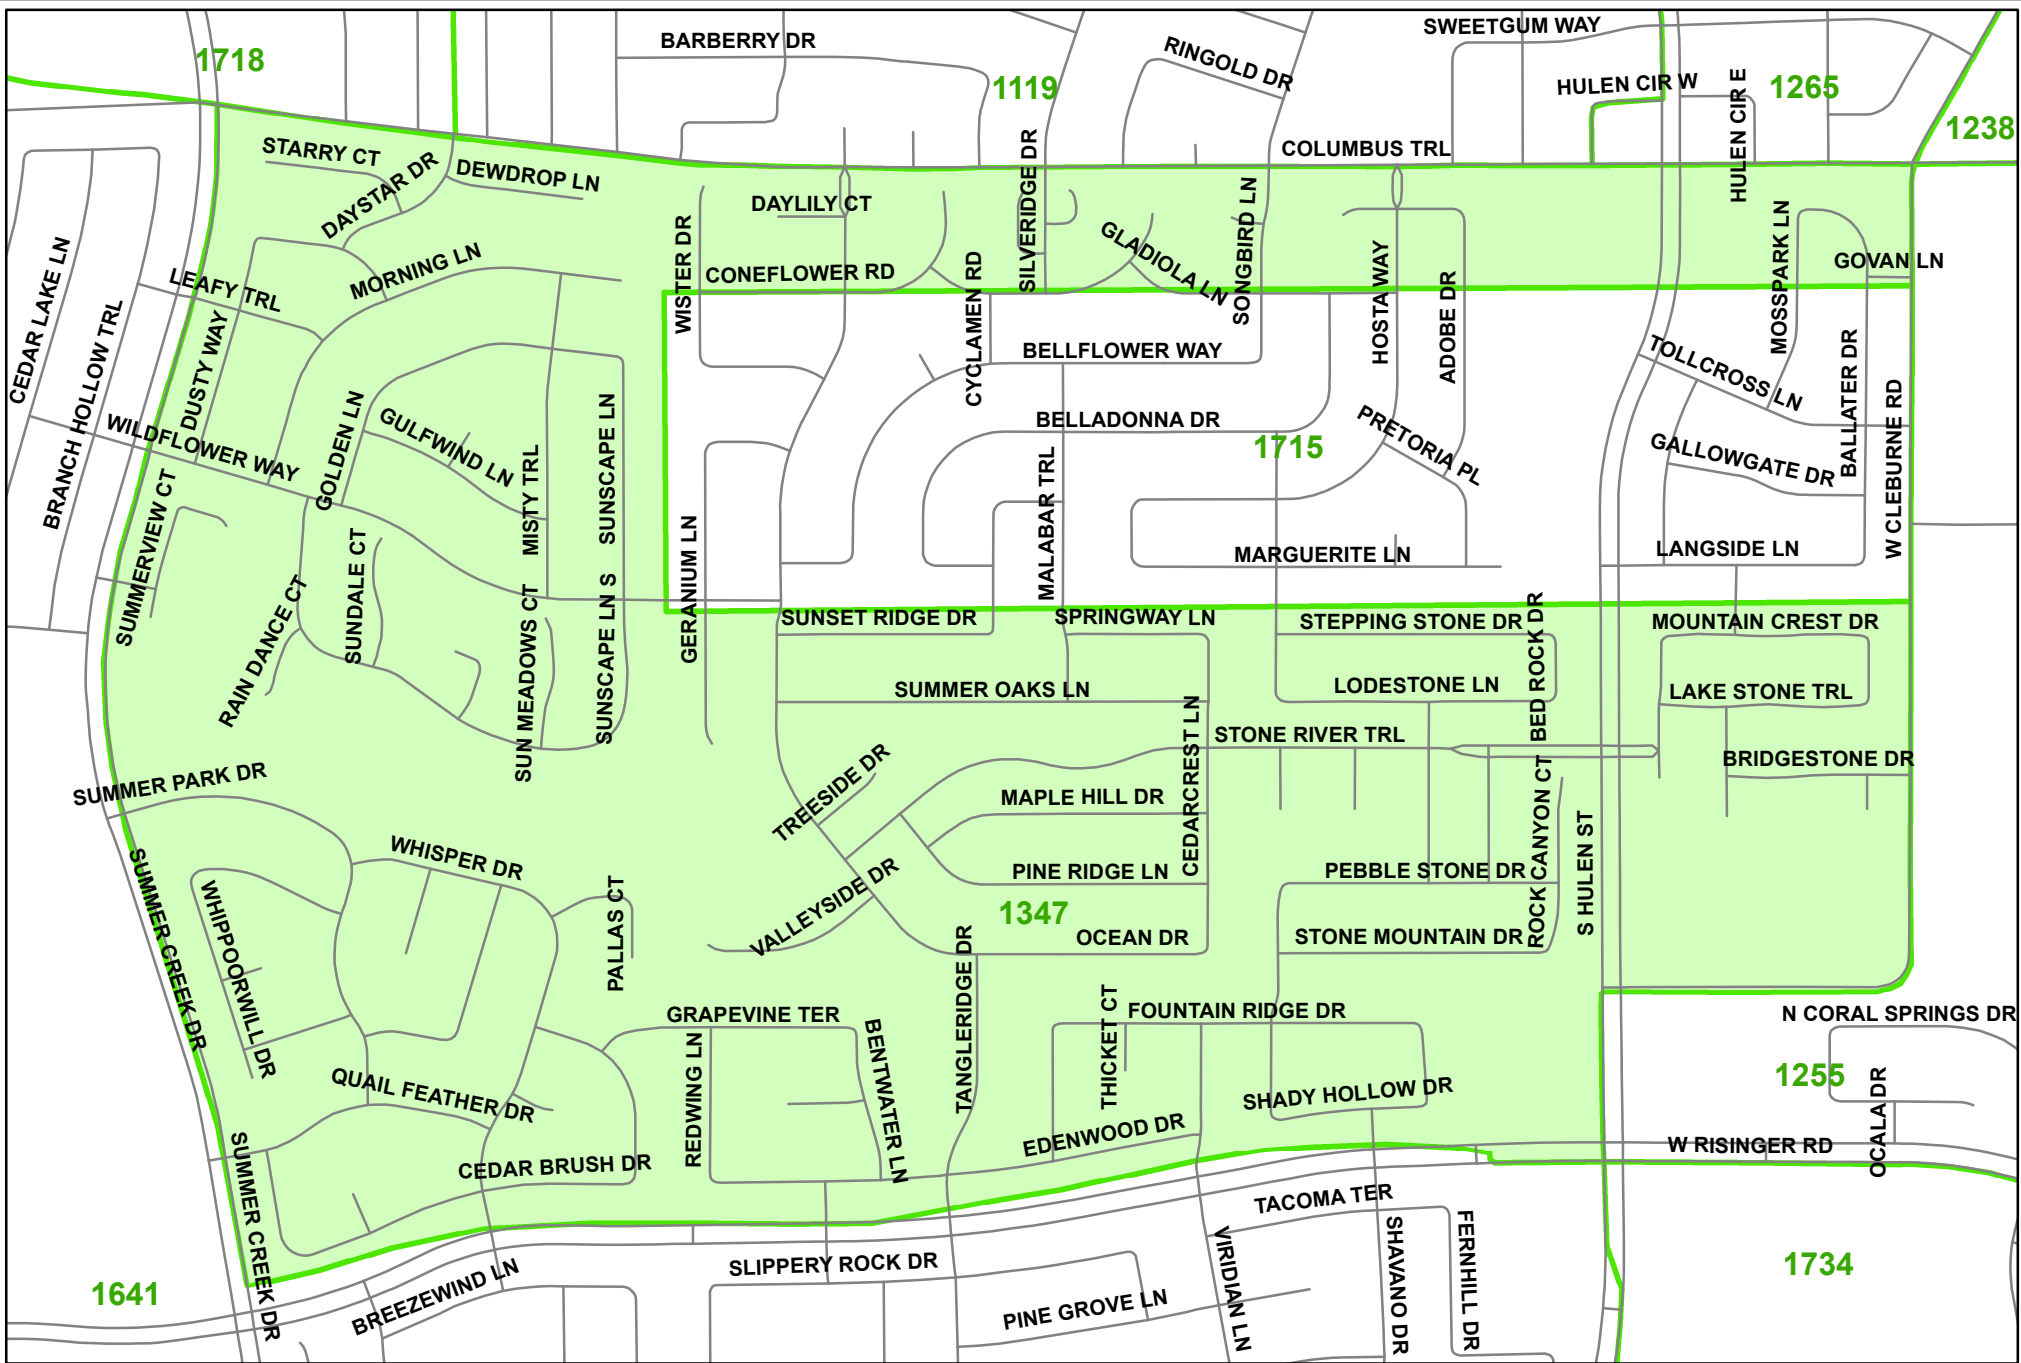 SWEETGUM WAY
BARBERRY DR
RINGOLD DR
1718
1119
HULEN CIR W
HULEN CIR E
1265
1238
STARRY CT
DAYSTAR DR
DEWDROP LN
COLUMBUS TRL
SILVERIDGE DR
DAYLILY CT
SONGBIRD LN
GLADIOLA LN
MOSSPARK LN
GOVAN LN
CEDAR LAKE LN
LEAFY TRL
MORNING LN
WISTER DR
CONEFLOWER RD
CYCLAMEN RD
HOSTA WAY
ADOBE DR
BRANCH HOLLOW TRL
DUSTY WAY
BELLFLOWER WAY
TOLLCROSS LN
BALLATER DR
W CLEBURNE RD
WILDFLOWER WAY
GOLDEN LN
GULFWIND LN
SUNSCAPE LN
BELLADONNA DR
1715
PRETORIA PL
GALLOWGATE DR
SUMMERVIEW CT
MISTY TRL
MALABAR TRL
SUNDALE CT
GERANIUM LN
MARGUERITE LN
LANGSIDE LN
RAIN DANCE CT
SUN MEADOWS CT
SUNSCAPE LN S
SUNSET RIDGE DR
SPRINGWAY LN
STEPPING STONE DR
BED ROCK DR
MOUNTAIN CREST DR
SUMMER OAKS LN
LODESTONE LN
LAKE STONE TRL
CEDARCREST LN
STONE RIVER TRL
BRIDGESTONE DR
SUMMER PARK DR
TREESIDE DR
MAPLE HILL DR
ROCK CANYON CT
S HULEN ST
WHISPER DR
PINE RIDGE LN
PEBBLE STONE DR
SUMMER CREEK DR
WHIPPOORWILL DR
PALLAS CT
VALLEYSIDE DR
1347
OCEAN DR
STONE MOUNTAIN DR
TANGLERIDGE DR
GRAPEVINE TER
THICKET CT
FOUNTAIN RIDGE DR
N CORAL SPRINGS DR
REDWING LN
BENTWATER LN
1255
OCALA DR
QUAIL FEATHER DR
SHADY HOLLOW DR
EDENWOOD DR
W RISINGER RD
SUMMER CREEK DR
CEDAR BRUSH DR
TACOMA TER
VIRIDIAN LN
SHAVANO DR
FERNHILL DR
1641
BREEZEWIND LN
SLIPPERY ROCK DR
PINE GROVE LN
1734